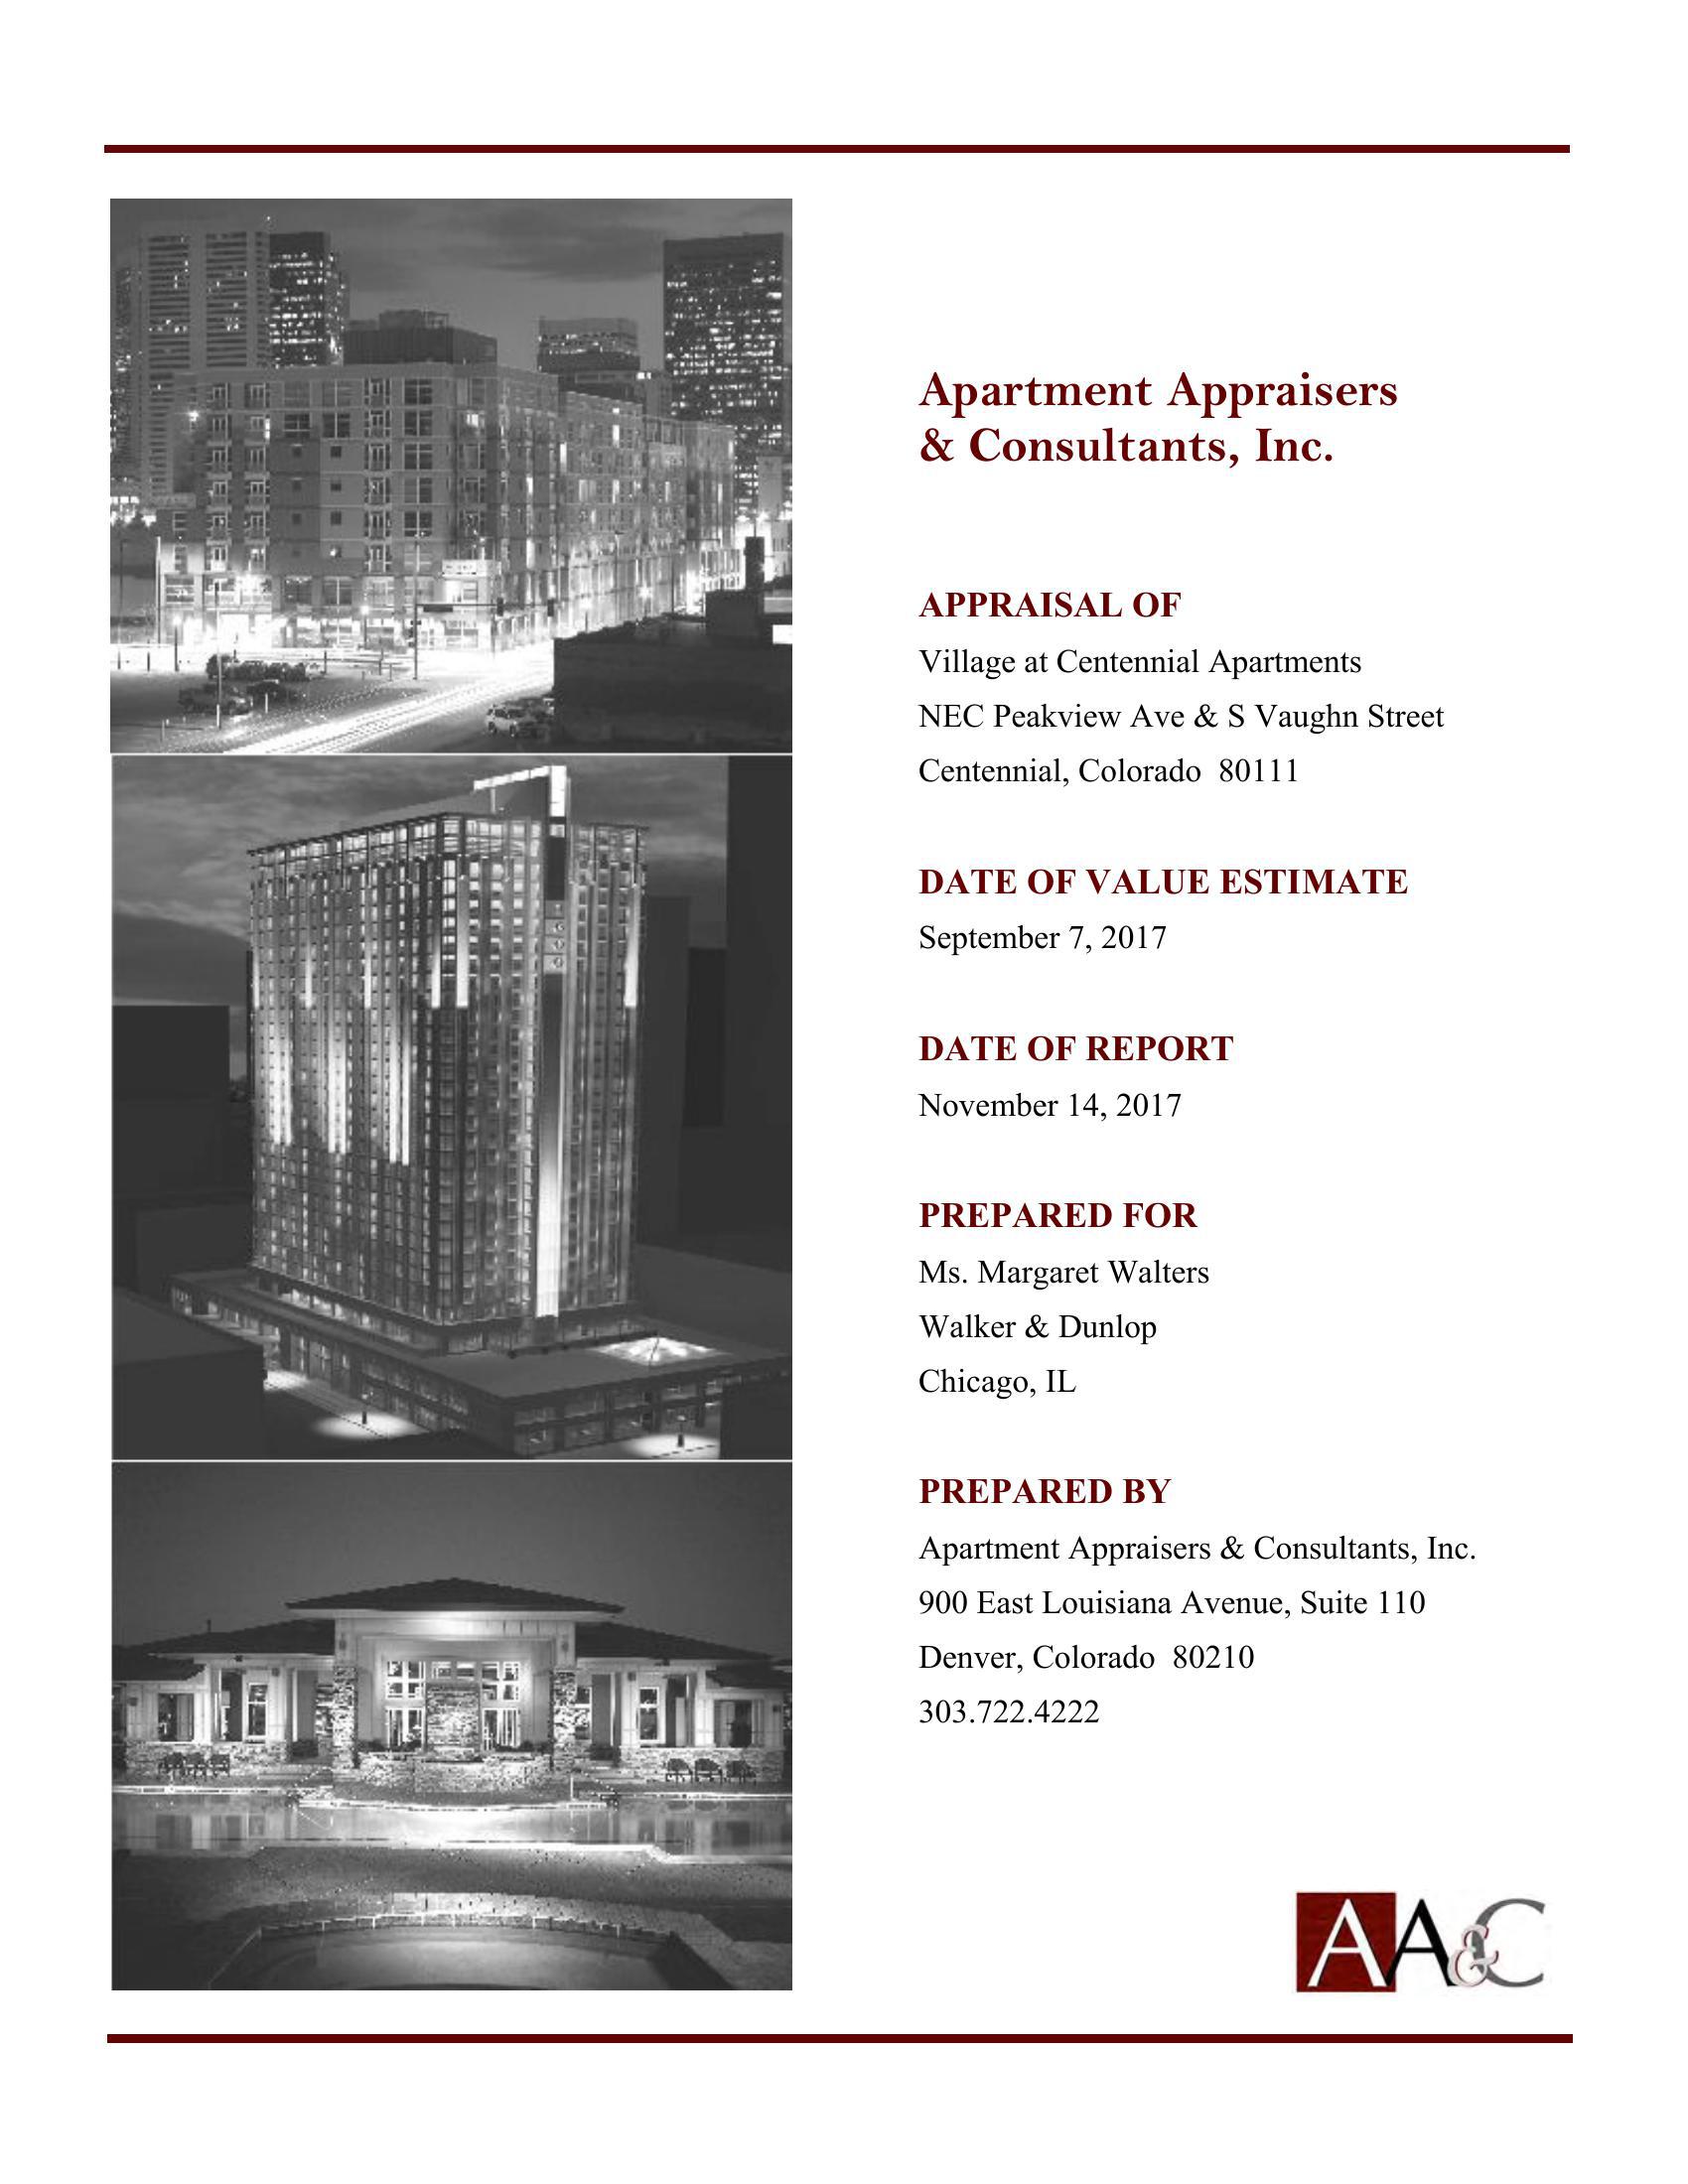 Apartment Appraisers
& Consultants, Inc.
APPRAISAL OF
Village at Centennial Apartments
NEC Peakview Ave & S Vaughn Street
Centennial, Colorado  80111
DATE OF VALUE ESTIMATE
September 7, 2017
DATE OF REPORT
November 14, 2017
PREPARED FOR
Ms. Margaret Walters
Walker & Dunlop
Chicago, IL
PREPARED BY
Apartment Appraisers & Consultants, Inc.
900 East Louisiana Avenue, Suite 110
Denver, Colorado  80210
303.722.4222
AA&C